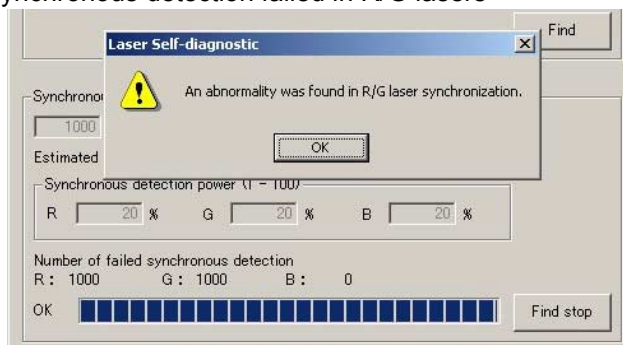 synchronous detection failed in R/G lasers
Find
Laser Self-diagnostic
An abnormality was found in R/G laser synchronization.
OK
1000
Estimated
Synchronous detection power (1 - 100)
R 20 % G 20 % B 20 %
Number of failed synchronous detection
R : 1000 G : 1000 B : 0
OK
Find stop